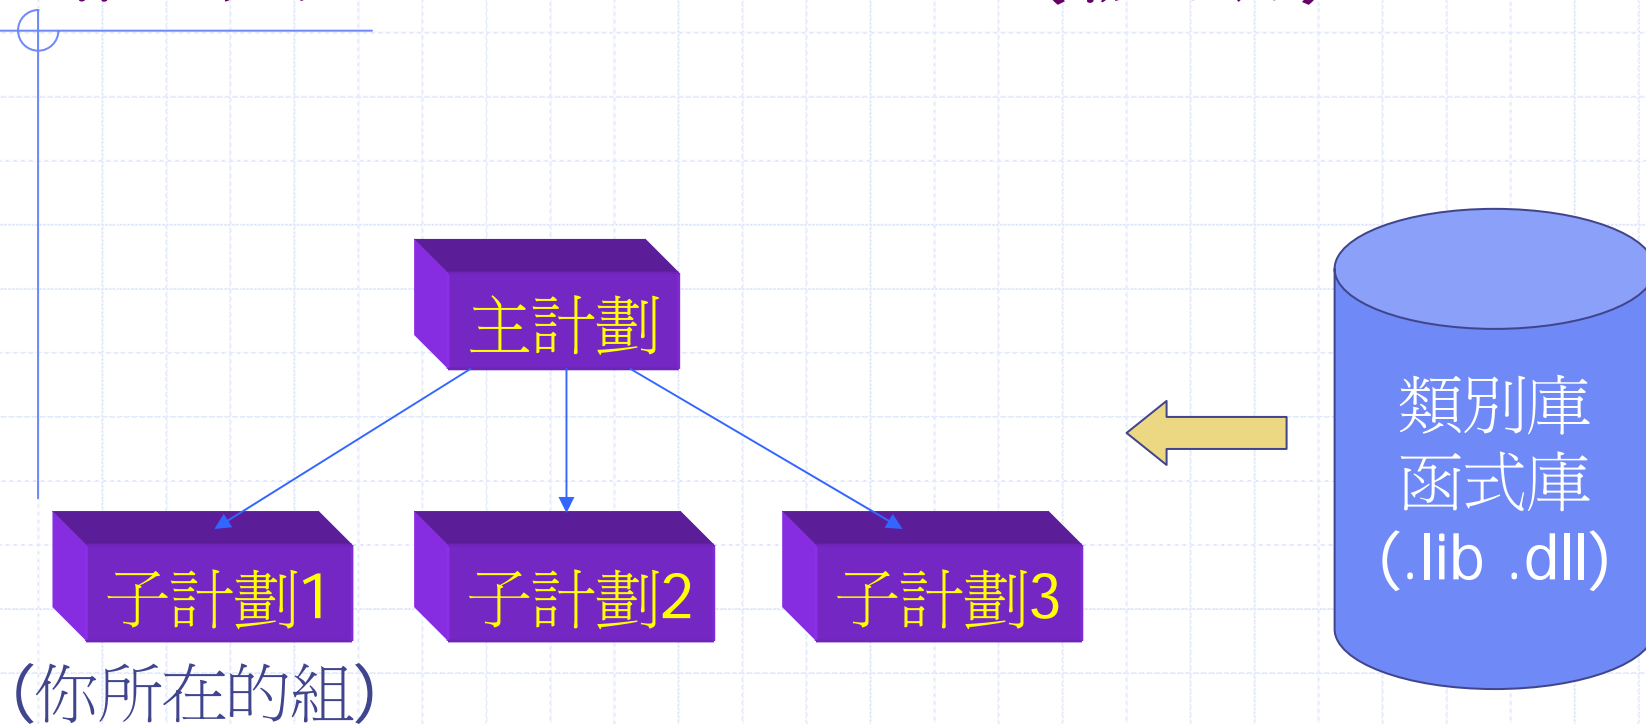 主計劃
類別庫
函式庫
(.lib .dll)
子計劃1
子計劃2
子計劃3
(你所在的組)